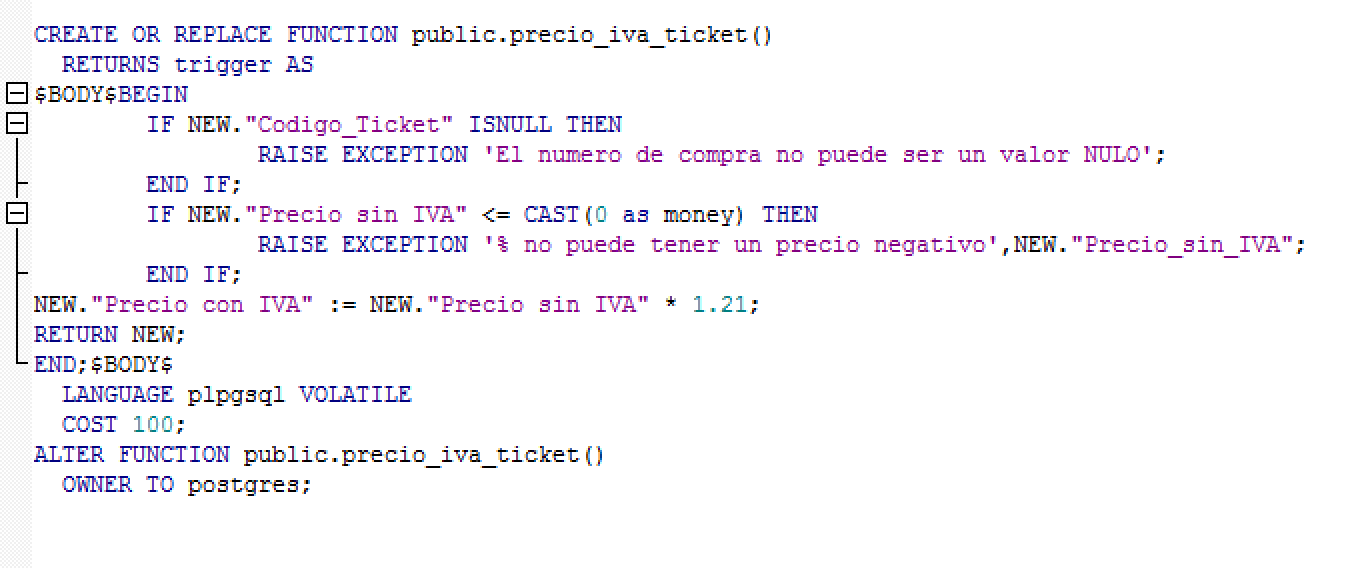 CREATE OR REPLACE FUNCTION public.precio_iva_ticket()
RETURNS trigger AS
$BODY$BEGIN
IF NEW."Codigo_Ticket" ISNULL THEN
RAISE EXCEPTION 'El numero de compra no puede ser un valor NULO';
END IF;
IF NEW."Precio sin IVA" <= CAST(0 as money) THEN
RAISE EXCEPTION '% no puede tener un precio negativo',NEW."Precio_sin_IVA";
END IF;
NEW."Precio con IVA" := NEW."Precio sin IVA" * 1.21;
RETURN NEW;
END;$BODY$
LANGUAGE plpgsql VOLATILE
COST 100;
ALTER FUNCTION public.precio_iva_ticket()
OWNER TO postgres;